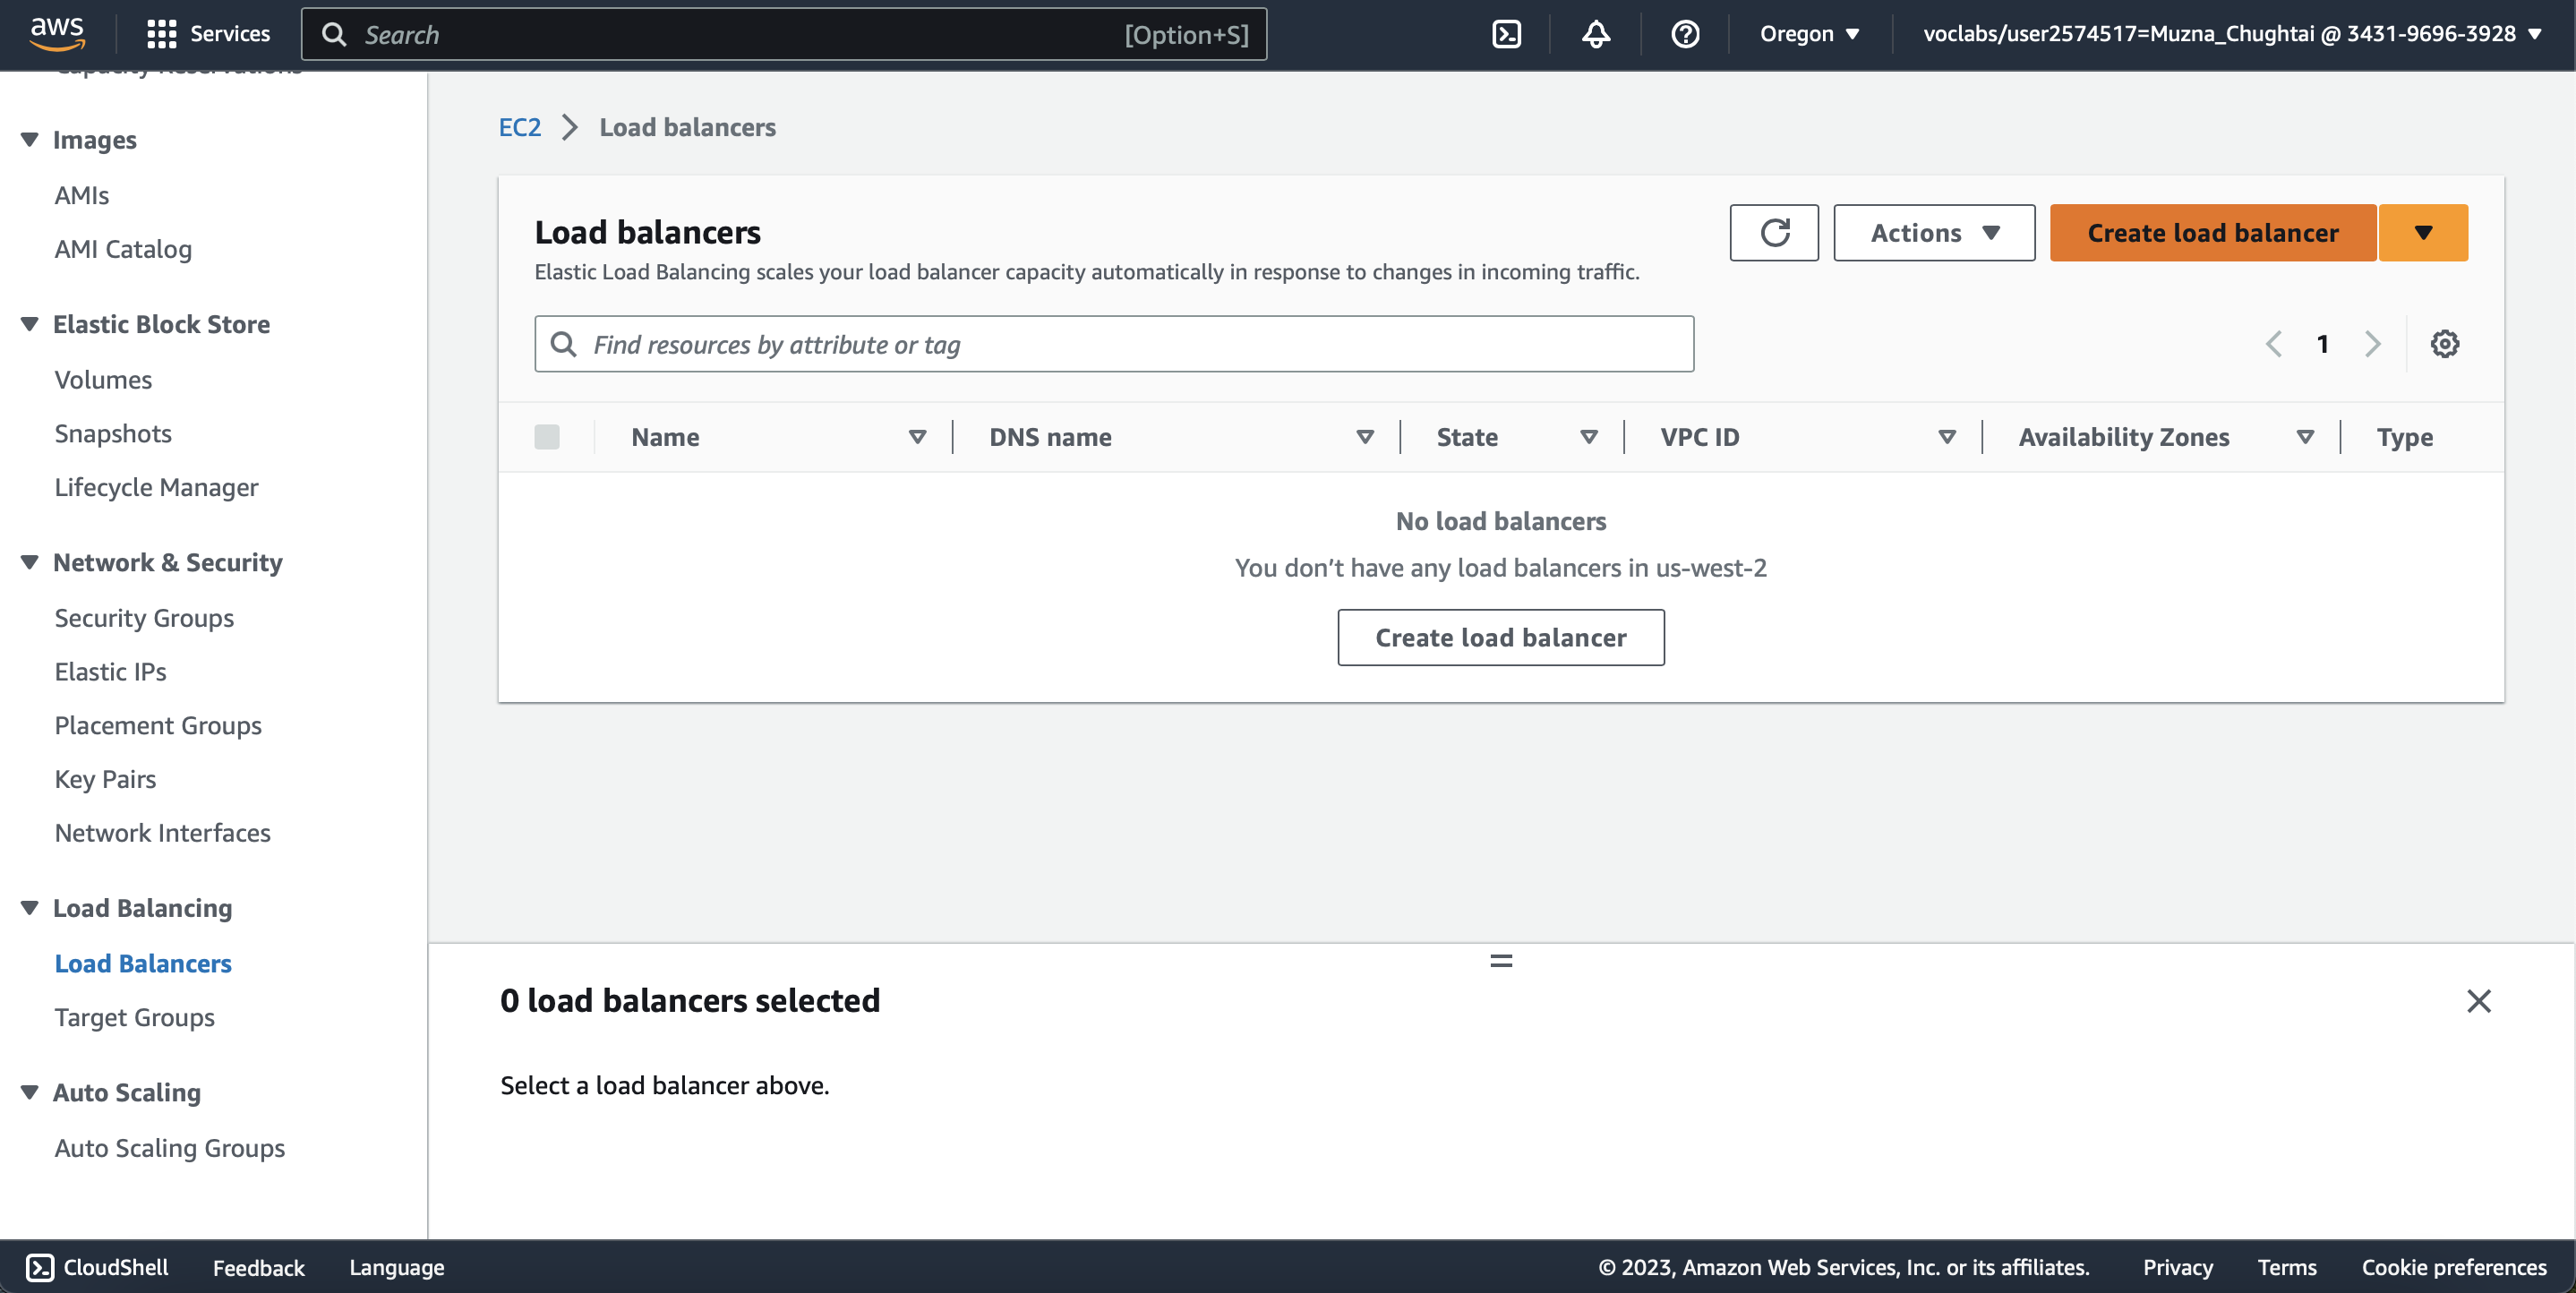 aws
Services
Search
[Option+S]
Oregon
voclabs/user2574517=Muzna_Chughtai @ 3431-9696-3928
Capacity Reservations
Images
AMIs
AMI Catalog
Elastic Block Store
Volumes
Snapshots
Lifecycle Manager
Network & Security
Security Groups
Elastic IPs
Placement Groups
Key Pairs
Network Interfaces
Load Balancing
Load Balancers
Target Groups
Auto Scaling
Auto Scaling Groups
EC2 Load balancers
Load balancers
Elastic Load Balancing scales your load balancer capacity automatically in response to changes in incoming traffic.
Actions
Create load balancer
Find resources by attribute or tag
1
Name DNS name State VPC ID Availability Zones Type
No load balancers
You don’t have any load balancers in us-west-2
Create load balancer
0 load balancers selected
Select a load balancer above.
CloudShell Feedback Language
© 2023, Amazon Web Services, Inc. or its affiliates. Privacy Terms Cookie preferences